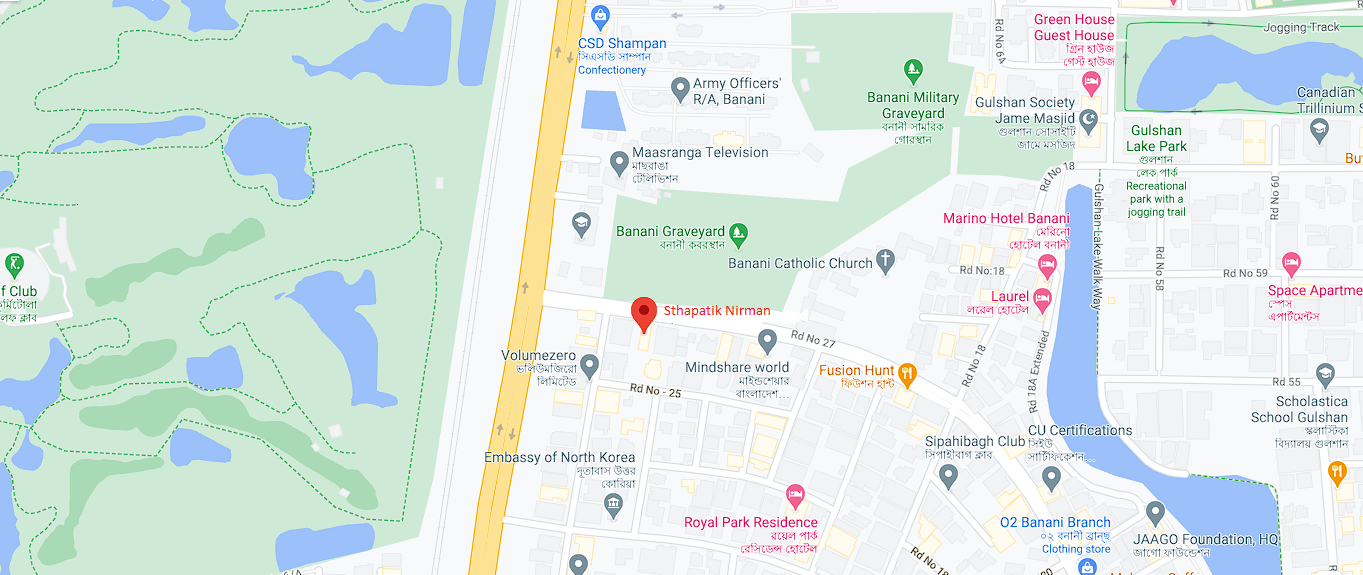 CSD Shampan
সিএসডি সাম্পান
Confectionery
Army Officers'
R/A, Banani
Maasranga Television
মাছরাঙা
টেলিভিশন
Banani Military
Graveyard
বনানী সামরিক
গোরস্থান
Rd No 6A
Green House
Guest House
গ্রিন হাউজ
গেস্ট হাউজ
Jogging Track
Gulshan Society
Jame Masjid
গুলশান সোসাইটি
জামে মসজিদ
Canadian
Trillinium S
Gulshan
Lake Park
গুলশান
লেক পার্ক
Recreational
park with a
jogging trail
Bu
Rd No 18
Rd No 60
Gulshan-Lake-Walk Way
Banani Graveyard
বনানী কবরস্থান
Marino Hotel Banani
মেরিনো
হোটেল বনানী
Banani Catholic Church
Rd No:18
Rd No 58
Rd No 59
f Club
কুর্মিটোলা
লফ ক্লাব
Laurel
লরেল হোটেল
Space Apartme
স্পেস
এপার্টমেন্টস
Sthapatik Nirman
Rd No 27
Volumezero
ভলিউমজিরো
লিমিটেড
Mindshare world
মাইন্ডশেয়ার
বাংলাদেশ...
Fusion Hunt
ফিউশন হান্ট
Rd No 18
Rd 18A Extended
Rd No - 25
Rd 55
Scholastica
School Gulshan
স্কলাস্টিকা
বিদ্যালয় গুলশান
Sipahibagh Club
সিপাহীবাগ ক্লাব
CU Certifications
সিইউ
সার্টিফিকেশন...
Embassy of North Korea
দূতাবাস উত্তর
কোরিয়া
Royal Park Residence
রয়েল পার্ক
রেসিডেন্স হোটেল
O2 Banani Branch
০২ বনানী ব্রান্ছ
Clothing store
JAAGO Foundation, HQ
জাগো ফাউন্ডেশন
Rd No 18
20